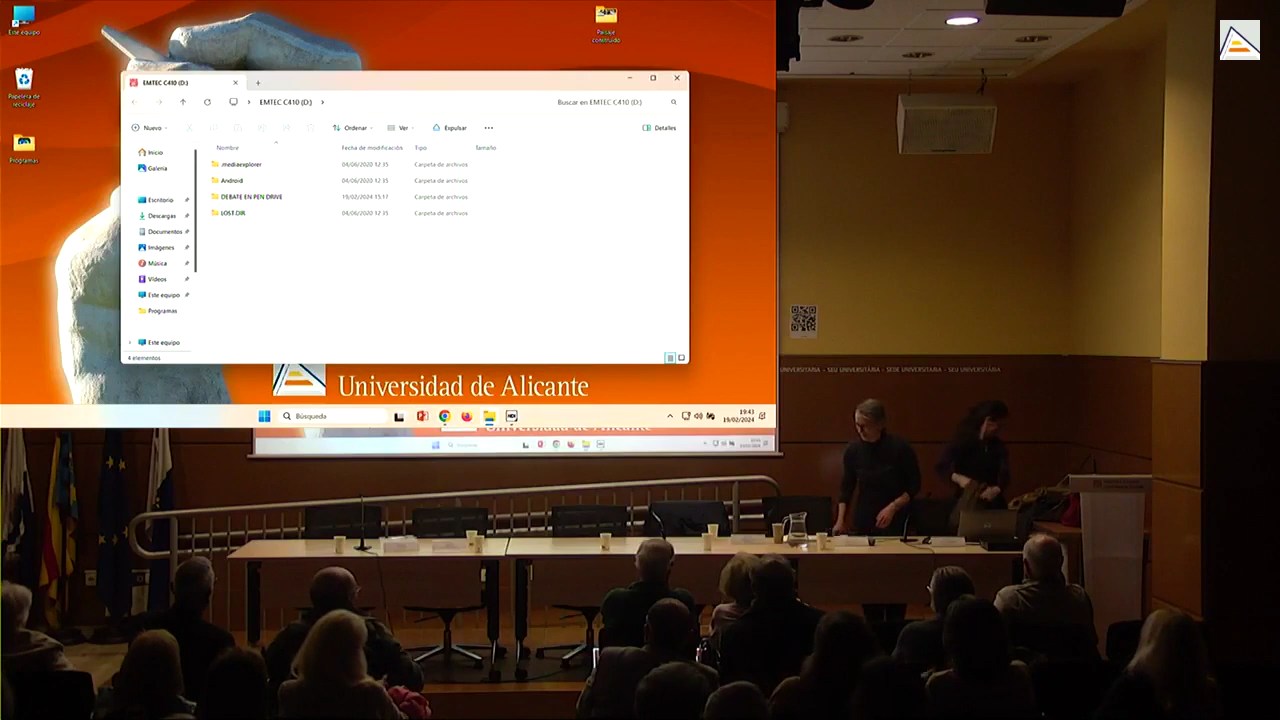 Este equipo
Papelera de
reciclaje
Programas
Paisaje
construido
EMTEC C410 (D:)
EMTEC C410 (D:)
Buscar en EMTEC C410 (D:)
Nuevo
Ordenar
Ver
Expulsar
Detalles
Nombre
Fecha de modificación
Tipo
Tamaño
.mediaexplorer
04/06/2020 12:35
Carpeta de archivos
Android
04/06/2020 12:35
Carpeta de archivos
DEBATE EN PEN DRIVE
19/02/2024 15:17
Carpeta de archivos
LOST.DIR
04/06/2020 12:35
Carpeta de archivos
Inicio
Galería
Escritorio
Descargas
Documentos
Imágenes
Música
Vídeos
Este equipo
Programas
Este equipo
4 elementos
Universidad de Alicante
Búsqueda
19:43
19/02/2024
UNIVERSITARIA - SEU UNIVERSITÀRIA - SEDE UNIVERSITARIA - SEU UNIVERSITÀRIA